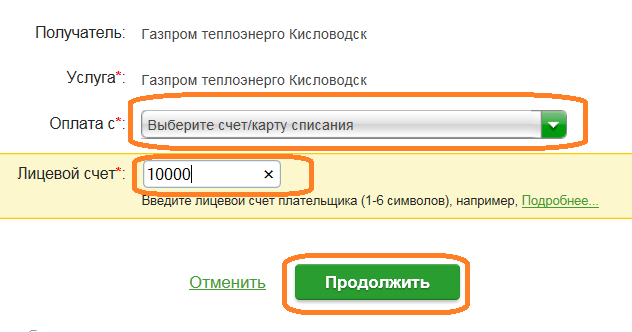 Получатель: Газпром теплоэнерго Кисловодск
Услуга*: Газпром теплоэнерго Кисловодск
Оплата с*: Выберите счет/карту списания
Лицевой счет*: 10000 ×
Введите лицевой счет плательщика (1-6 символов), например, Подробнее...
Отменить Продолжить